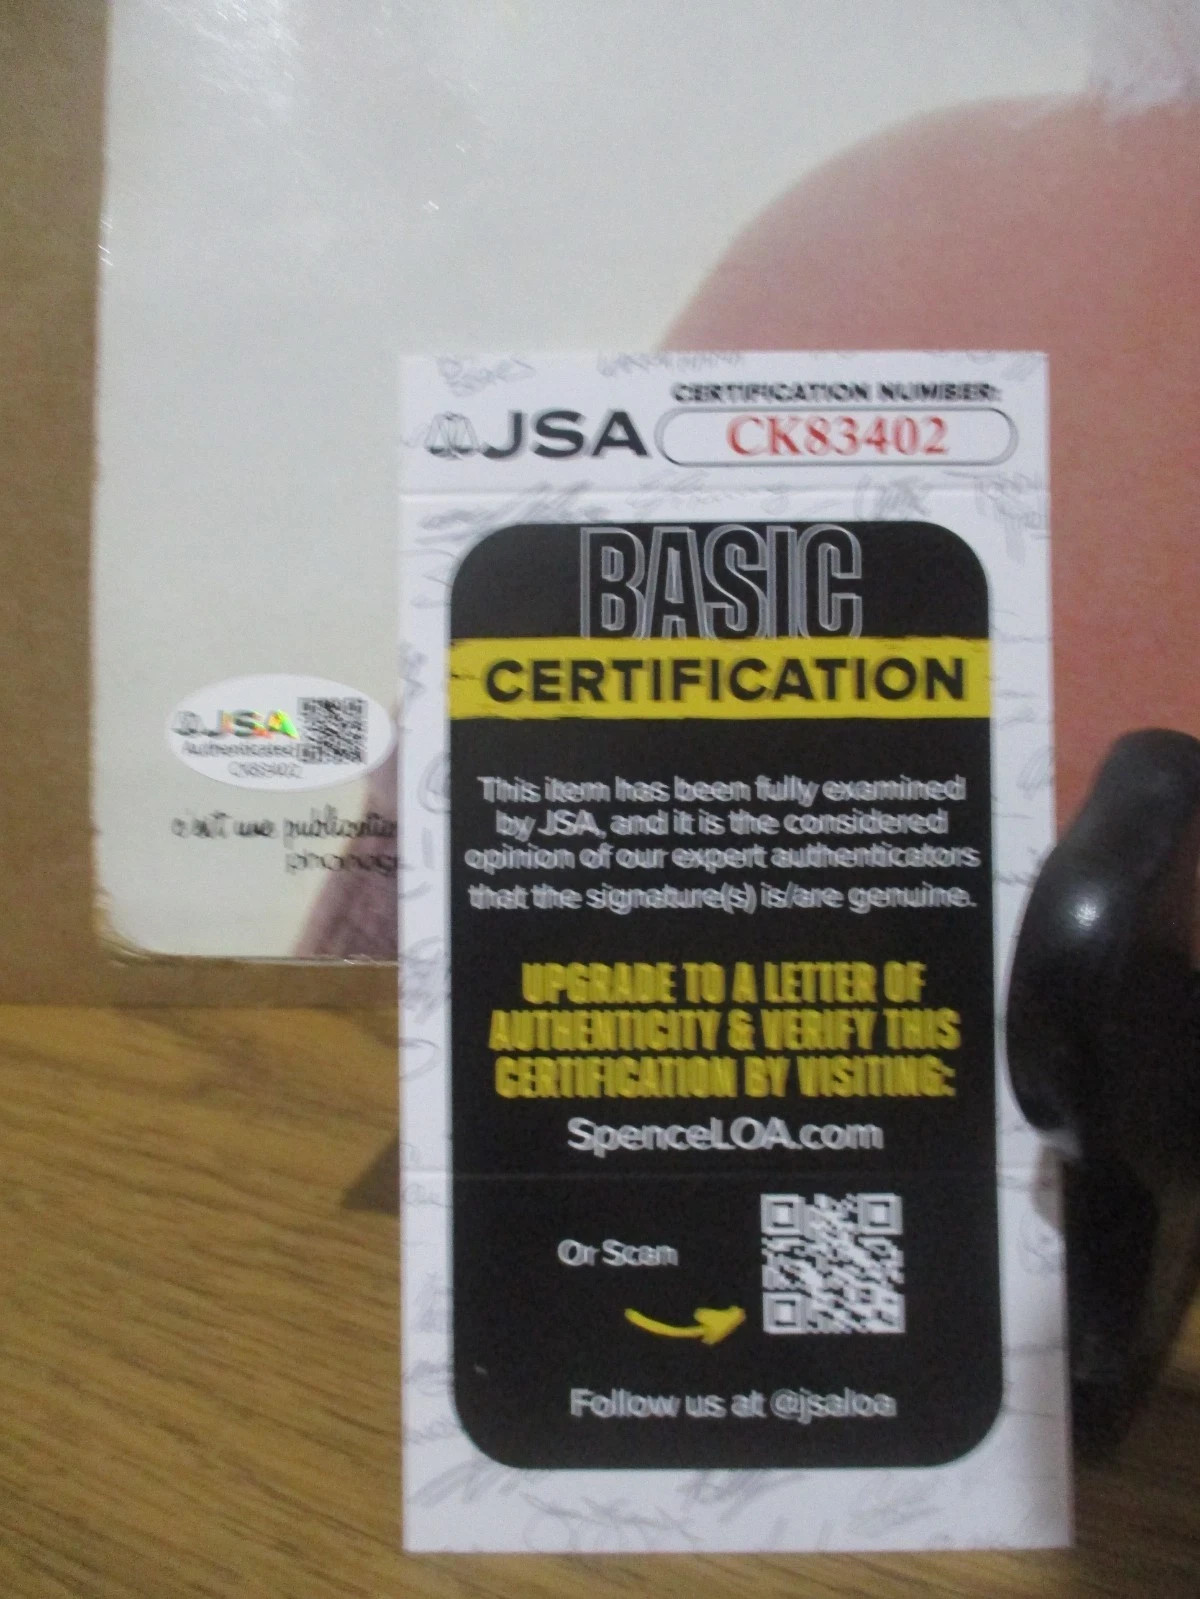 CERTIFICATION NUMBER:
JSA
CK83402
BASIC
CERTIFICATION
This item has been fully examined
by JSA, and it is the considered
opinion of our expert authenticators
that the signature(s) is/are genuine.
UPGRADE TO A LETTER OF
AUTHENTICITY & VERIFY THIS
CERTIFICATION BY VISITING:
SpenceLOA.com
Or Scan
Follow us at @jsaloa
JSA
Authenticated
CK83402